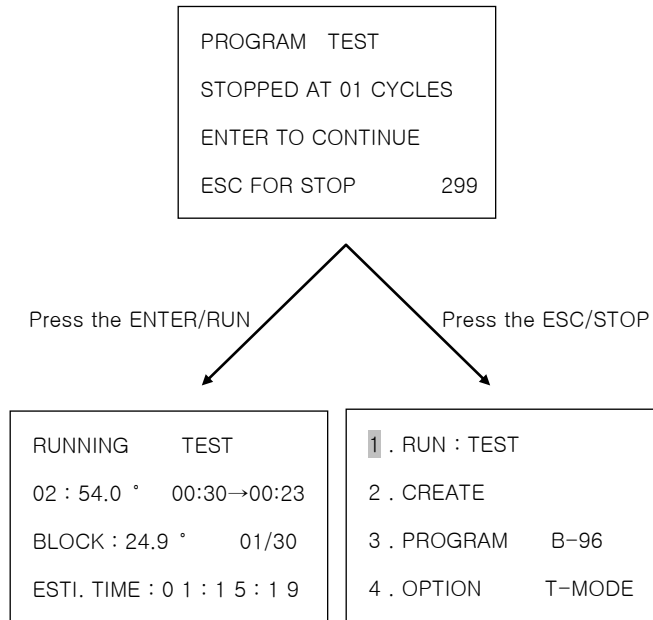 PROGRAM TEST
STOPPED AT 01 CYCLES
ENTER TO CONTINUE
ESC FOR STOP 299
Press the ENTER/RUN
Press the ESC/STOP
RUNNING TEST
02 : 54.0 ˚ 00:30→00:23
BLOCK : 24.9 ˚ 01/30
ESTI. TIME : 0 1 : 1 5 : 1 9
1 . RUN : TEST
2 . CREATE
3 . PROGRAM B-96
4 . OPTION T-MODE